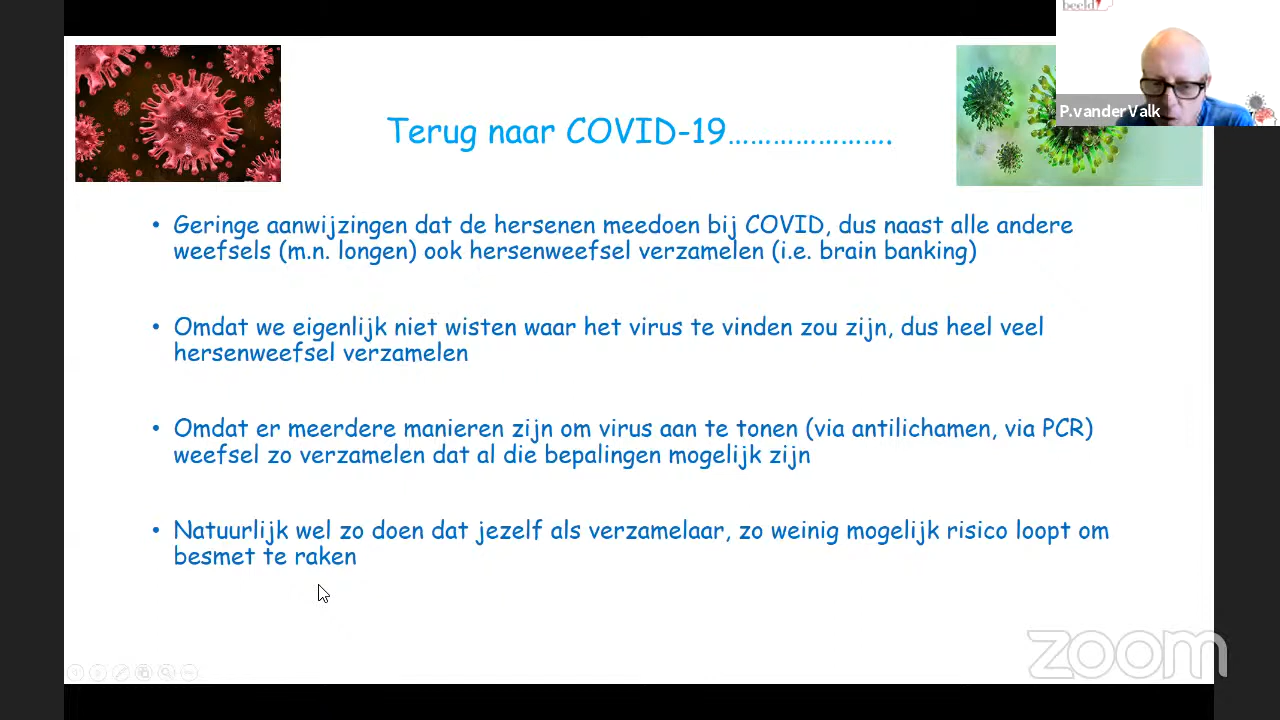 beeld
P.vanderValk
Terug naar COVID-19………………….
• Geringe aanwijzingen dat de hersenen meedoen bij COVID, dus naast alle andere
weefsels (m.n. longen) ook hersenweefsel verzamelen (i.e. brain banking)
• Omdat we eigenlijk niet wisten waar het virus te vinden zou zijn, dus heel veel
hersenweefsel verzamelen
• Omdat er meerdere manieren zijn om virus aan te tonen (via antilichamen, via PCR)
weefsel zo verzamelen dat al die bepalingen mogelijk zijn
• Natuurlijk wel zo doen dat jezelf als verzamelaar, zo weinig mogelijk risico loopt om
besmet te raken
zoom